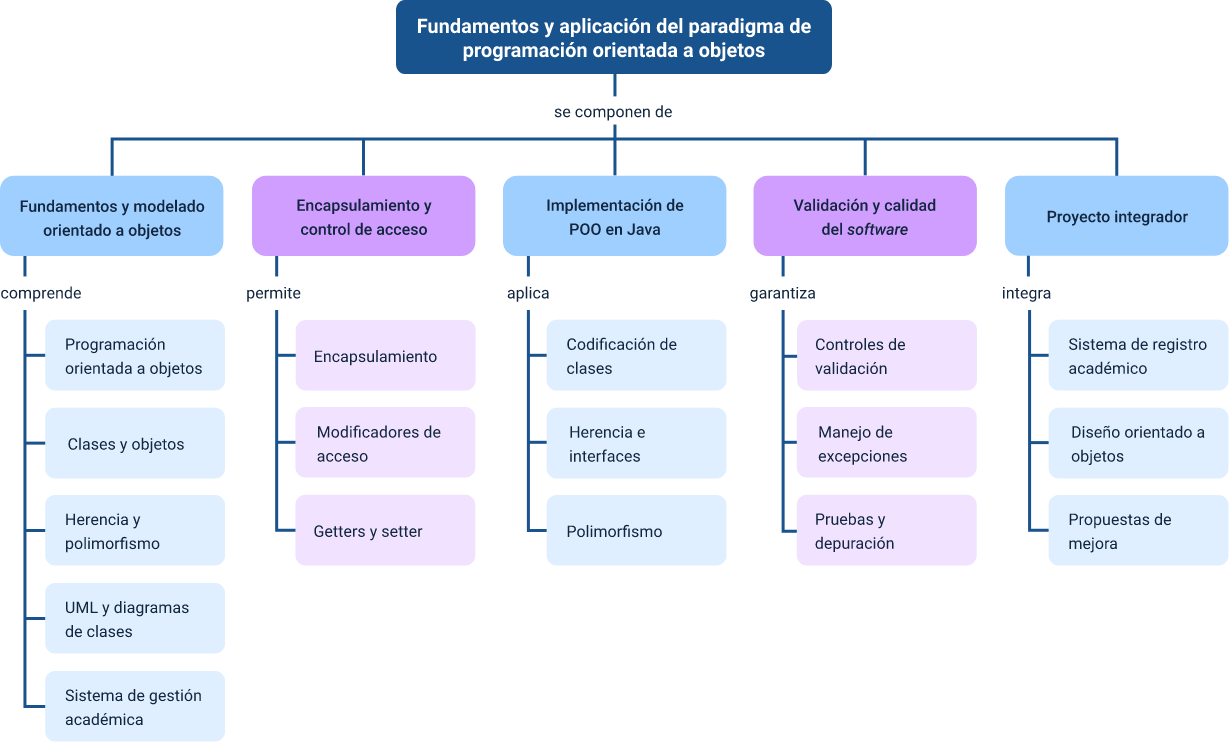 Fundamentos y aplicación del paradigma de
programación orientada a objetos
se componen de
Fundamentos y modelado
orientado a objetos
comprende
Programación
orientada a objetos
Clases y objetos
Herencia y
polimorfismo
UML y diagramas
de clases
Sistema de gestión
académica
Encapsulamiento y
control de acceso
permite
Encapsulamiento
Modificadores de
acceso
Getters y setter
Implementación de
POO en Java
aplica
Codificación de
clases
Herencia e
interfaces
Polimorfismo
Validación y calidad
del software
garantiza
Controles de
validación
Manejo de
excepciones
Pruebas y
depuración
Proyecto integrador
integra
Sistema de registro
académico
Diseño orientado a
objetos
Propuestas de
mejora